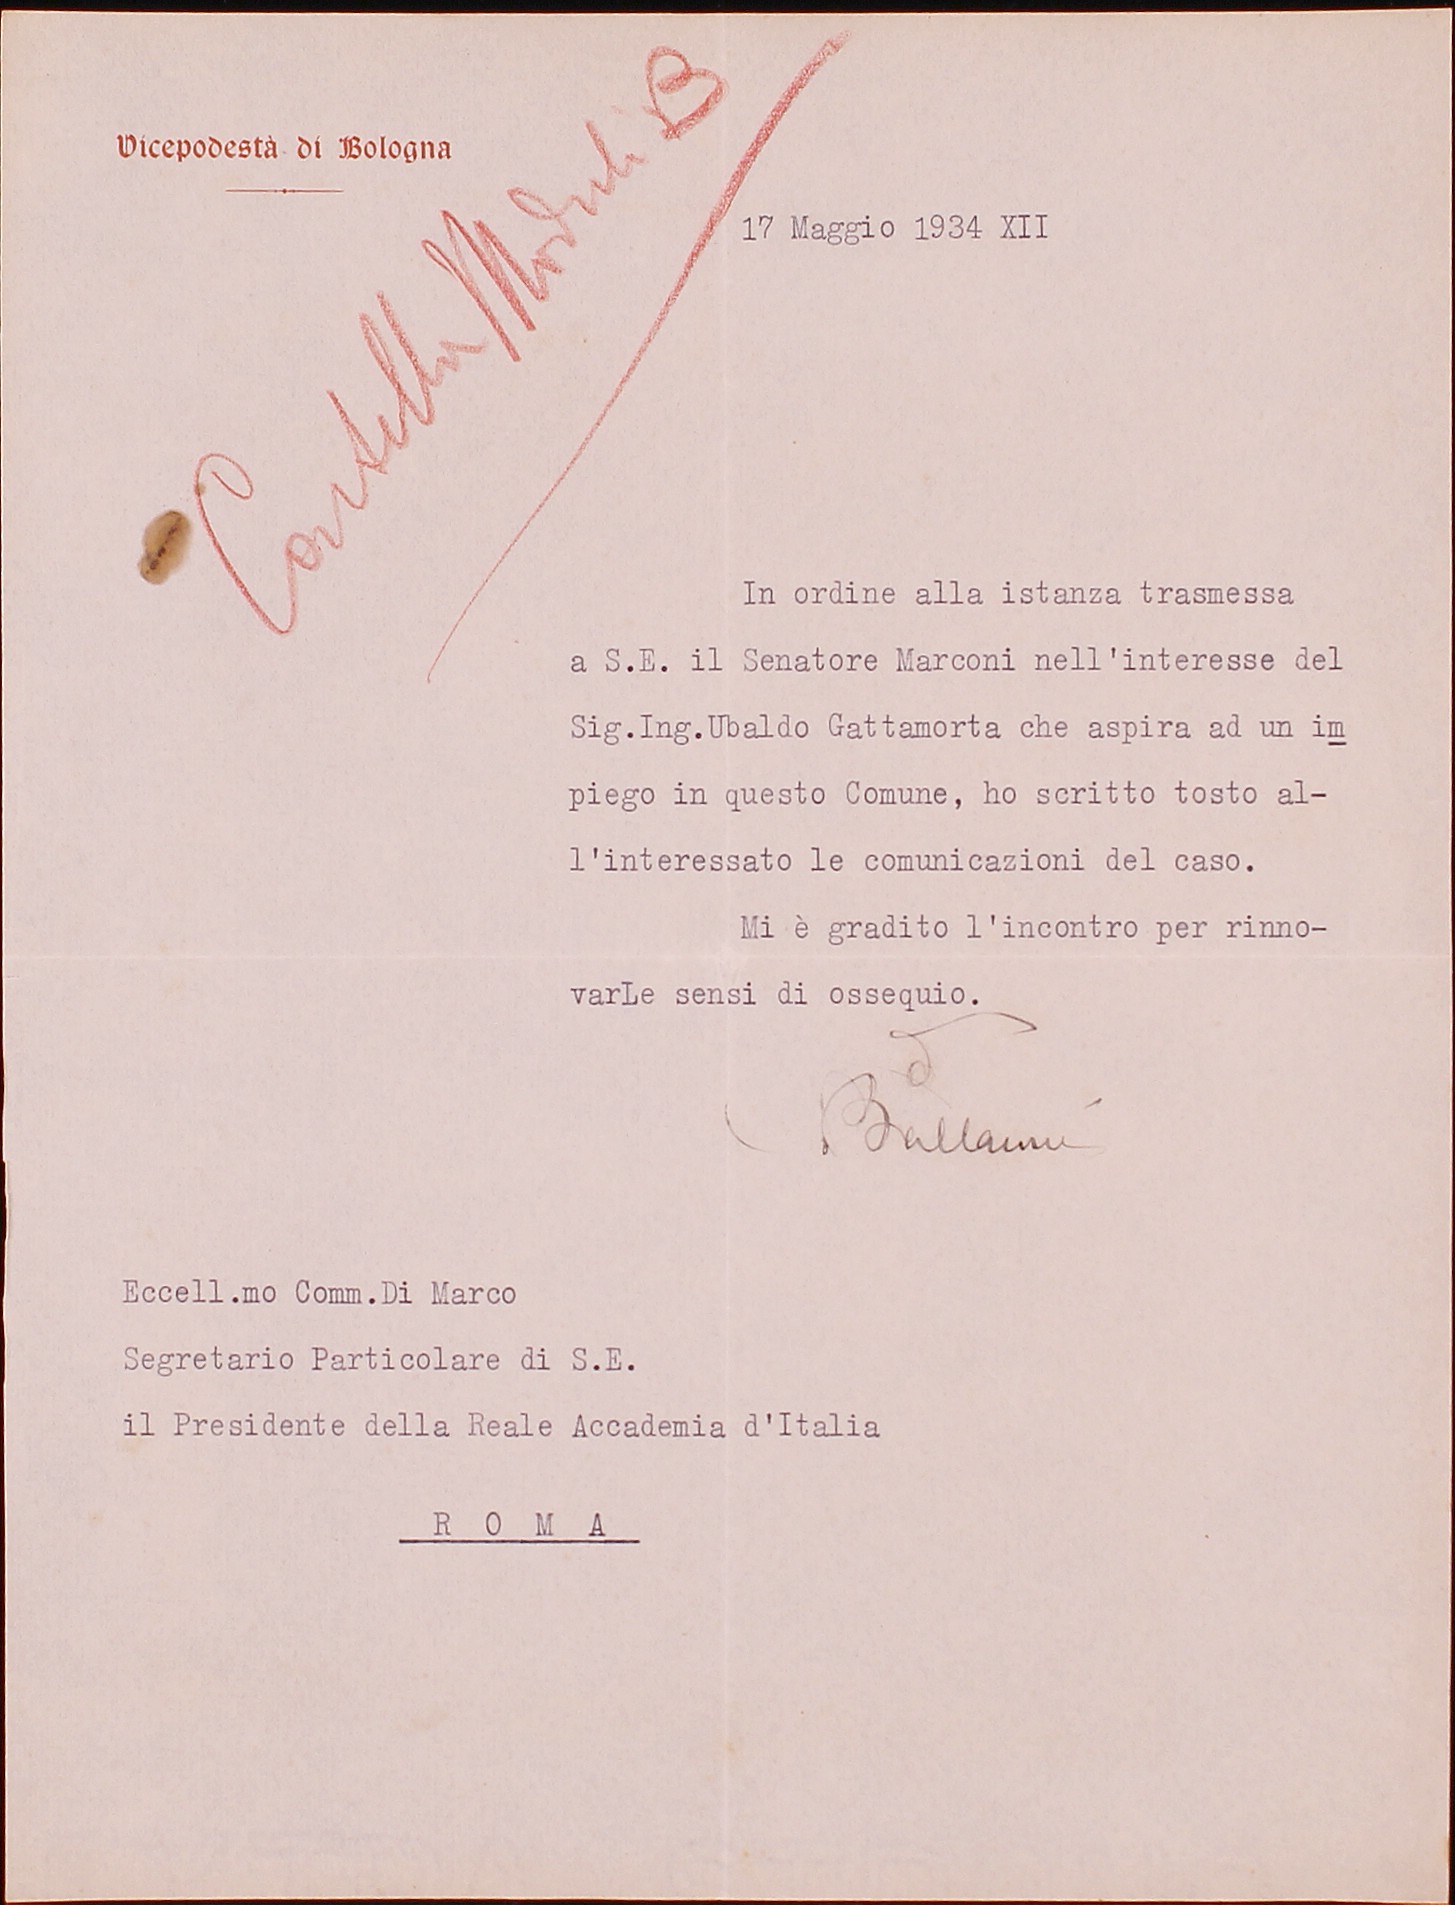 Vicepodestà di Bologna
Cartella Moduli B
17 Maggio 1934 XII
In ordine alla istanza trasmessa
a S.E. il Senatore Marconi nell'interesse del
Sig.Ing.Ubaldo Gattamorta che aspira ad un im
piego in questo Comune, ho scritto tosto al-
l'interessato le comunicazioni del caso.
Mi è gradito l'incontro per rinno-
varLe sensi di ossequio.
Eccell.mo Comm.Di Marco
Segretario Particolare di S.E.
il Presidente della Reale Accademia d'Italia
R O M A